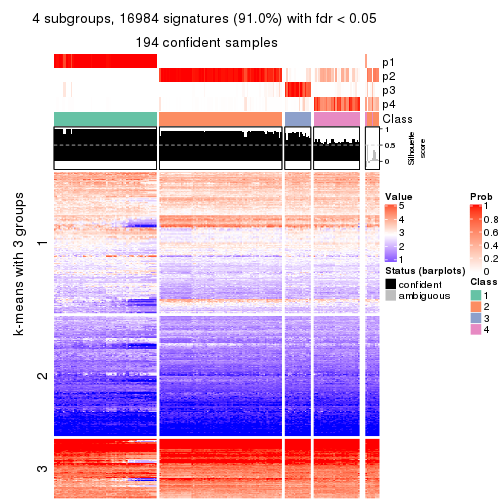 4 subgroups, 16984 signatures (91.0%) with fdr < 0.05
194 confident samples
p1
p2
p3
p4
Class
1
0.5
0
Silhouette
score
k-means with 3 groups
1
2
3
Value
5
4
3
2
1
Status (barplots)
confident
ambiguous
Prob
1
0.8
0.6
0.4
0.2
0
Class
1
2
3
4